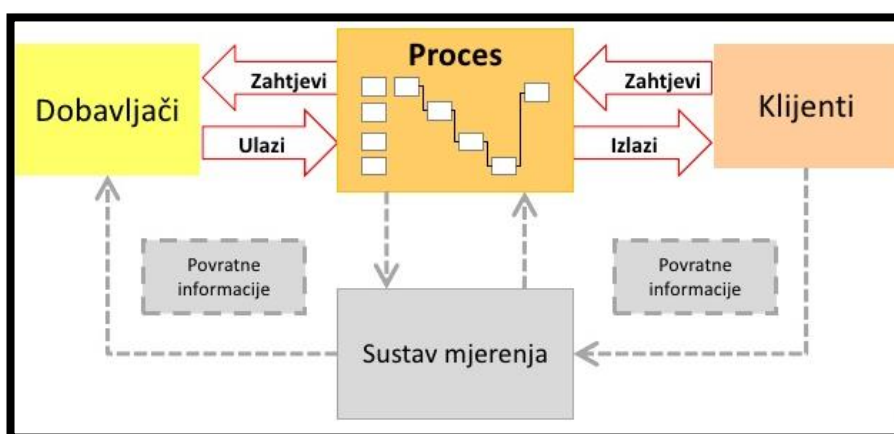 Proces
Dobavljači
Zahtjevi
Zahtjevi
Klijenti
Ulazi
Izlazi
Povratne
informacije
Povratne
informacije
Sustav mjerenja